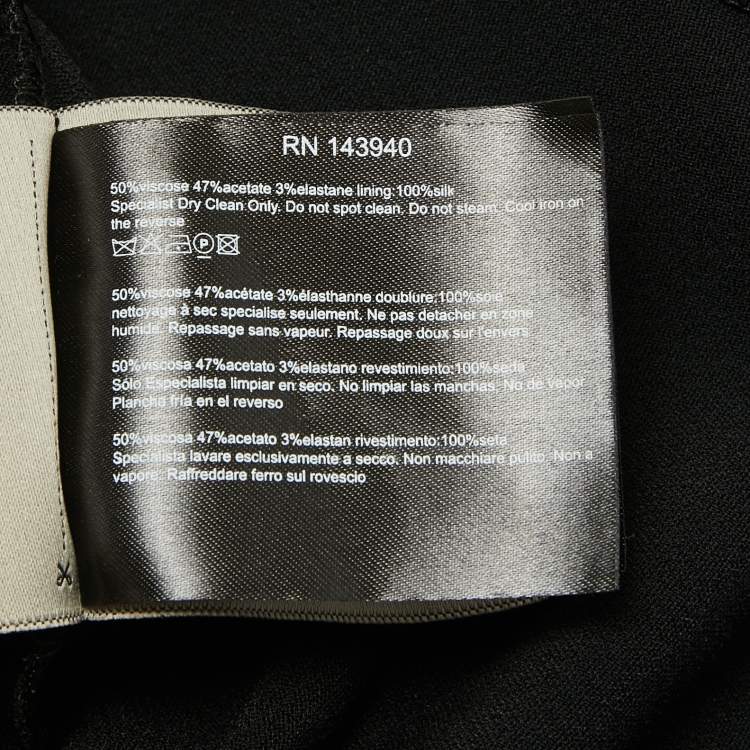 RN 143940
50%viscose 47%acetate 3%elastane lining:100%silk
Specialist Dry Clean Only. Do not spot clean. Do not steam. Cool iron on
the reverse
P
50%viscose 47%acétate 3%élasthanne doublure:100%soie
nettoyage à sec specialise seulement. Ne pas detacher en zone
humide. Repassage sans vapeur. Repassage doux sur l'envers
50%viscosa 47%acetato 3%elastano revestimiento:100%seda
Sólo Especialista limpiar en seco. No limpiar las manchas. No de vapor
Plancha fría en el reverso
50%viscosa 47%acetato 3%elastan rivestimento:100%seta
Specialista lavare esclusivamente a secco. Non macchiare pulito. Non a
vapore. Raffreddare ferro sul rovescio